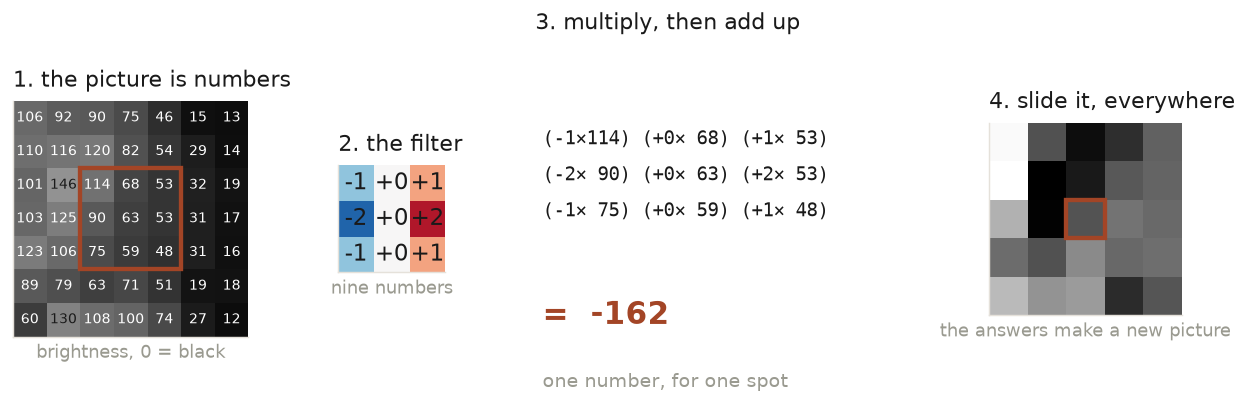 3. multiply, then add up
1. the picture is numbers
106 92 90 75 46 15 13
110 116 120 82 54 29 14
101 146 114 68 53 32 19
103 125 90 63 53 31 17
123 106 75 59 48 31 16
89 79 63 71 51 19 18
60 130 108 100 74 27 12
brightness, 0 = black
2. the filter
-1 +0 +1
-2 +0 +2
-1 +0 +1
nine numbers
(-1×114) (+0× 68) (+1× 53)
(-2× 90) (+0× 63) (+2× 53)
(-1× 75) (+0× 59) (+1× 48)
= -162
one number, for one spot
4. slide it, everywhere
the answers make a new picture